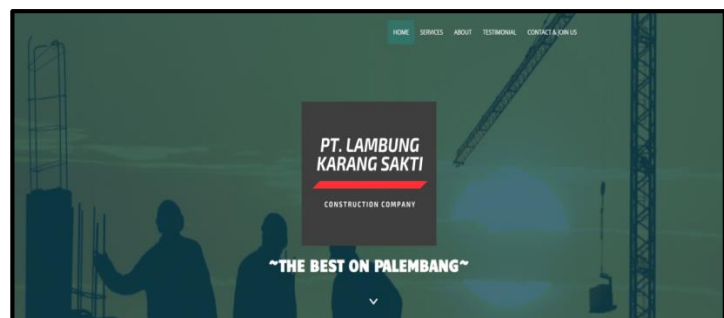 HOME SERVICES ABOUT TESTIMONIAL CONTACT & JOIN US
PT. LAMBUNG
KARANG SAKTI
CONSTRUCTION COMPANY
~THE BEST ON PALEMBANG~